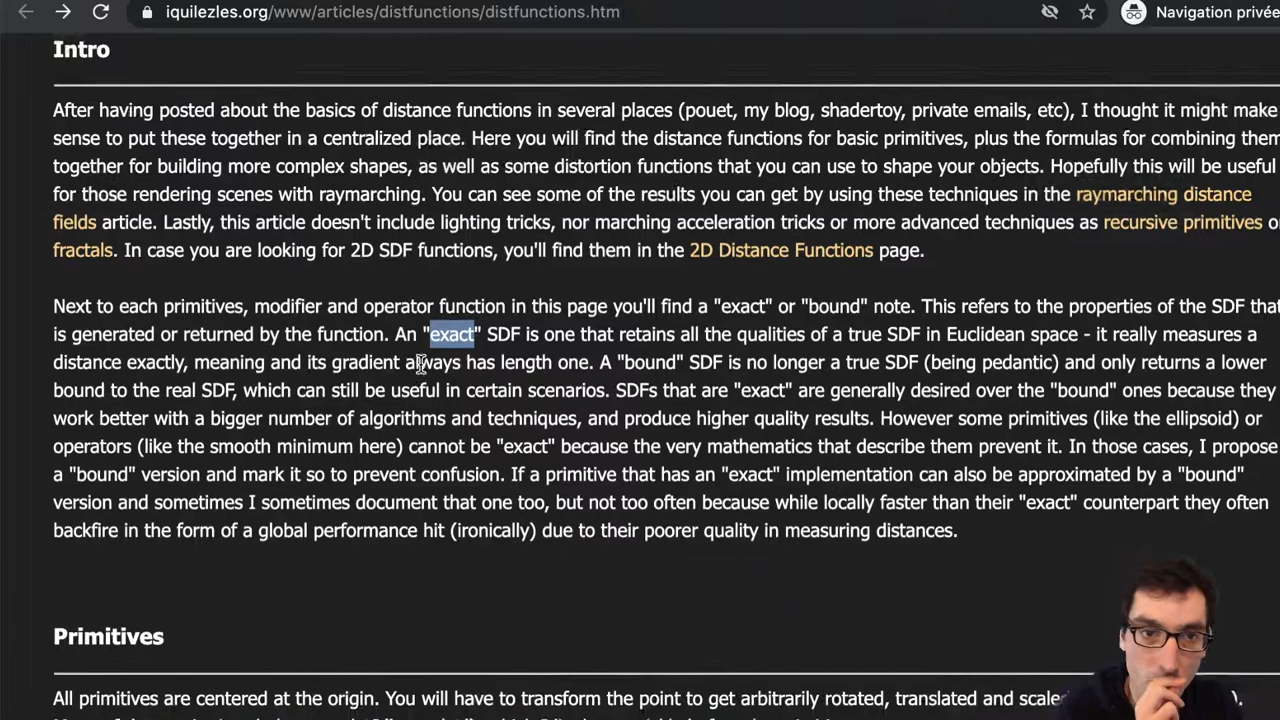 iquilezles.org/www/articles/distfunctions/distfunctions.htm
Navigation privée
Intro
After having posted about the basics of distance functions in several places (pouet, my blog, shadertoy, private emails, etc), I thought it might make
sense to put these together in a centralized place. Here you will find the distance functions for basic primitives, plus the formulas for combining them
together for building more complex shapes, as well as some distortion functions that you can use to shape your objects. Hopefully this will be useful
for those rendering scenes with raymarching. You can see some of the results you can get by using these techniques in the raymarching distance
fields article. Lastly, this article doesn't include lighting tricks, nor marching acceleration tricks or more advanced techniques as recursive primitives or
fractals. In case you are looking for 2D SDF functions, you'll find them in the 2D Distance Functions page.
Next to each primitives, modifier and operator function in this page you'll find a "exact" or "bound" note. This refers to the properties of the SDF that
is generated or returned by the function. An "exact" SDF is one that retains all the qualities of a true SDF in Euclidean space - it really measures a
distance exactly, meaning and its gradient always has length one. A "bound" SDF is no longer a true SDF (being pedantic) and only returns a lower
bound to the real SDF, which can still be useful in certain scenarios. SDFs that are "exact" are generally desired over the "bound" ones because they
work better with a bigger number of algorithms and techniques, and produce higher quality results. However some primitives (like the ellipsoid) or
operators (like the smooth minimum here) cannot be "exact" because the very mathematics that describe them prevent it. In those cases, I propose
a "bound" version and mark it so to prevent confusion. If a primitive that has an "exact" implementation can also be approximated by a "bound"
version and sometimes I sometimes document that one too, but not too often because while locally faster than their "exact" counterpart they often
backfire in the form of a global performance hit (ironically) due to their poorer quality in measuring distances.
Primitives
All primitives are centered at the origin. You will have to transform the point to get arbitrarily rotated, translated and scaled